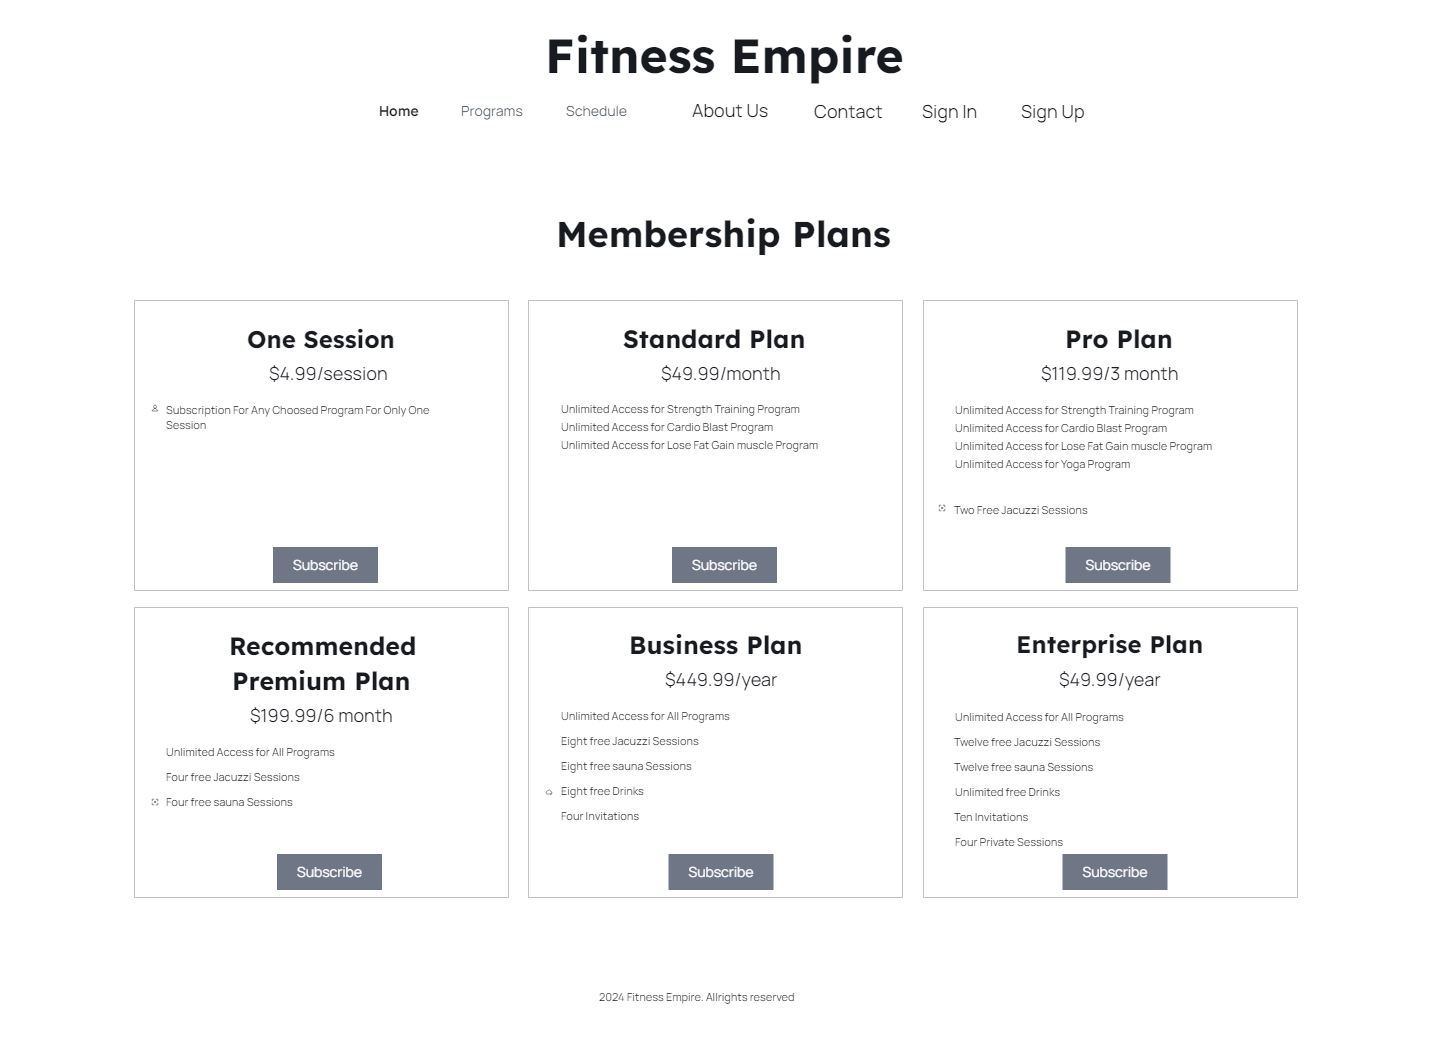 Fitness Empire
Home Programs Schedule About Us Contact Sign In Sign Up
Membership Plans
One Session
$4.99/session
Subscription For Any Choosed Program For Only One
Session
Subscribe
Standard Plan
$49.99/month
Unlimited Access for Strength Training Program
Unlimited Access for Cardio Blast Program
Unlimited Access for Lose Fat Gain muscle Program
Subscribe
Pro Plan
$119.99/3 month
Unlimited Access for Strength Training Program
Unlimited Access for Cardio Blast Program
Unlimited Access for Lose Fat Gain muscle Program
Unlimited Access for Yoga Program
Two Free Jacuzzi Sessions
Subscribe
Recommended
Premium Plan
$199.99/6 month
Unlimited Access for All Programs
Four free Jacuzzi Sessions
Four free sauna Sessions
Subscribe
Business Plan
$449.99/year
Unlimited Access for All Programs
Eight free Jacuzzi Sessions
Eight free sauna Sessions
Eight free Drinks
Four Invitations
Subscribe
Enterprise Plan
$49.99/year
Unlimited Access for All Programs
Twelve free Jacuzzi Sessions
Twelve free sauna Sessions
Unlimited free Drinks
Ten Invitations
Four Private Sessions
Subscribe
2024 Fitness Empire. Allrights reserved